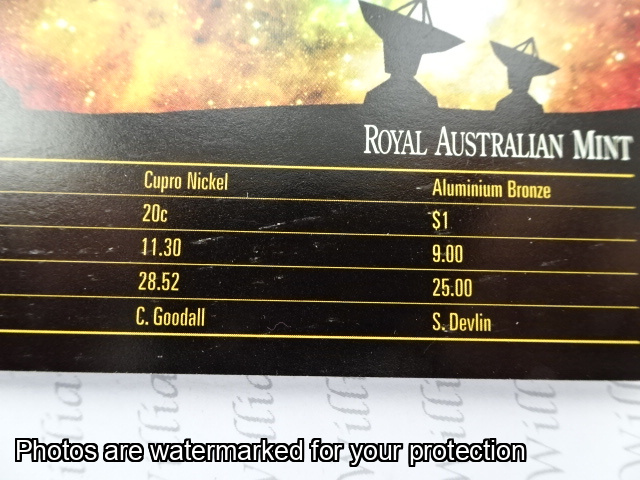 ROYAL AUSTRALIAN MINT
Cupro Nickel Aluminium Bronze
20c $1
11.30 9.00
28.52 25.00
C. Goodall S. Devlin
Photos are watermarked for your protection